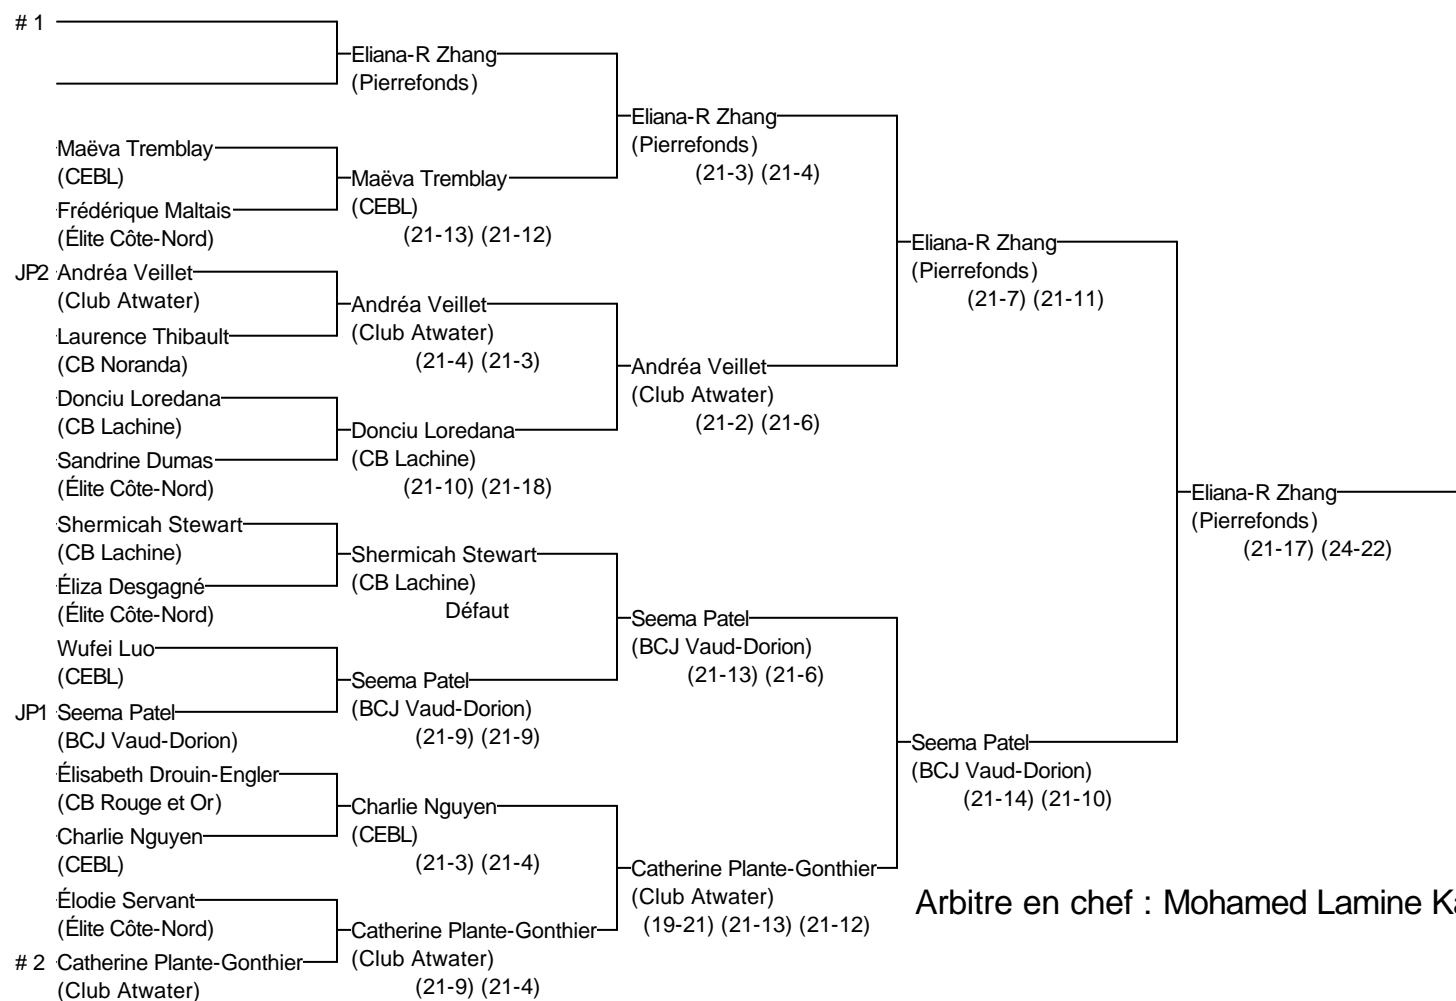 # 1
Eliana-R Zhang
(Pierrefonds)
Maëva Tremblay
(CEBL)
Frédérique Maltais
(Élite Côte-Nord)
Maëva Tremblay
(CEBL)
(21-13) (21-12)
Eliana-R Zhang
(Pierrefonds)
(21-3) (21-4)
JP2 Andréa Veillet
(Club Atwater)
Laurence Thibault
(CB Noranda)
Andréa Veillet
(Club Atwater)
(21-4) (21-3)
Donciu Loredana
(CB Lachine)
Sandrine Dumas
(Élite Côte-Nord)
Donciu Loredana
(CB Lachine)
(21-10) (21-18)
Andréa Veillet
(Club Atwater)
(21-2) (21-6)
Eliana-R Zhang
(Pierrefonds)
(21-7) (21-11)
Shermicah Stewart
(CB Lachine)
Éliza Desgagné
(Élite Côte-Nord)
Shermicah Stewart
(CB Lachine)
Défaut
Wufei Luo
(CEBL)
JP1 Seema Patel
(BCJ Vaud-Dorion)
Seema Patel
(BCJ Vaud-Dorion)
(21-9) (21-9)
Seema Patel
(BCJ Vaud-Dorion)
(21-13) (21-6)
Élisabeth Drouin-Engler
(CB Rouge et Or)
Charlie Nguyen
(CEBL)
Charlie Nguyen
(CEBL)
(21-3) (21-4)
Élodie Servant
(Élite Côte-Nord)
# 2 Catherine Plante-Gonthier
(Club Atwater)
Catherine Plante-Gonthier
(Club Atwater)
(21-9) (21-4)
Catherine Plante-Gonthier
(Club Atwater)
(19-21) (21-13) (21-12)
Seema Patel
(BCJ Vaud-Dorion)
(21-14) (21-10)
Eliana-R Zhang
(Pierrefonds)
(21-17) (24-22)
Arbitre en chef : Mohamed Lamine